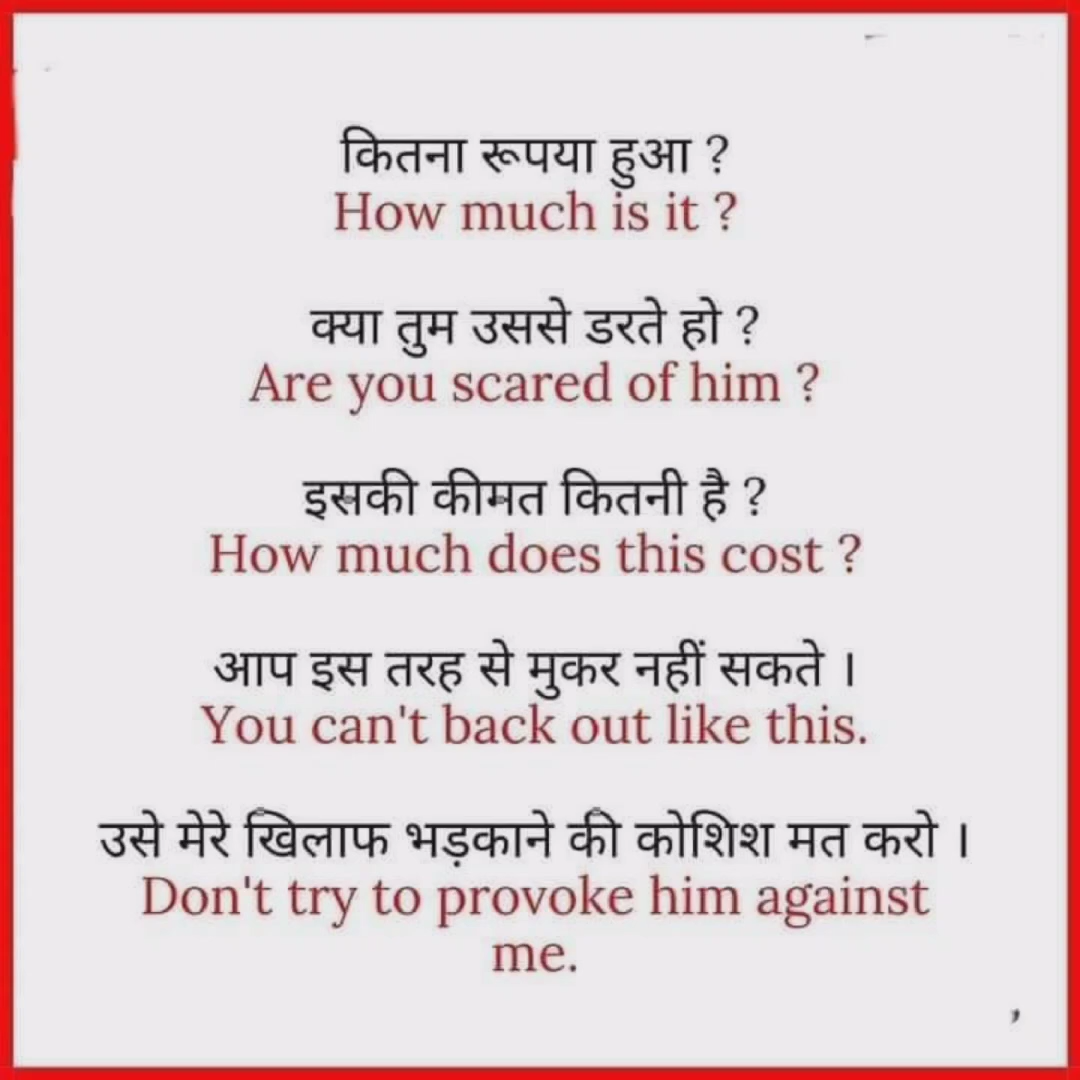 कितना रूपया हुआ ?
How much is it ?
क्या तुम उससे डरते हो ?
Are you scared of him ?
इसकी कीमत कितनी है ?
How much does this cost ?
आप इस तरह से मुकर नहीं सकते ।
You can't back out like this.
उसे मेरे खिलाफ भड़काने की कोशिश मत करो ।
Don't try to provoke him against
me.